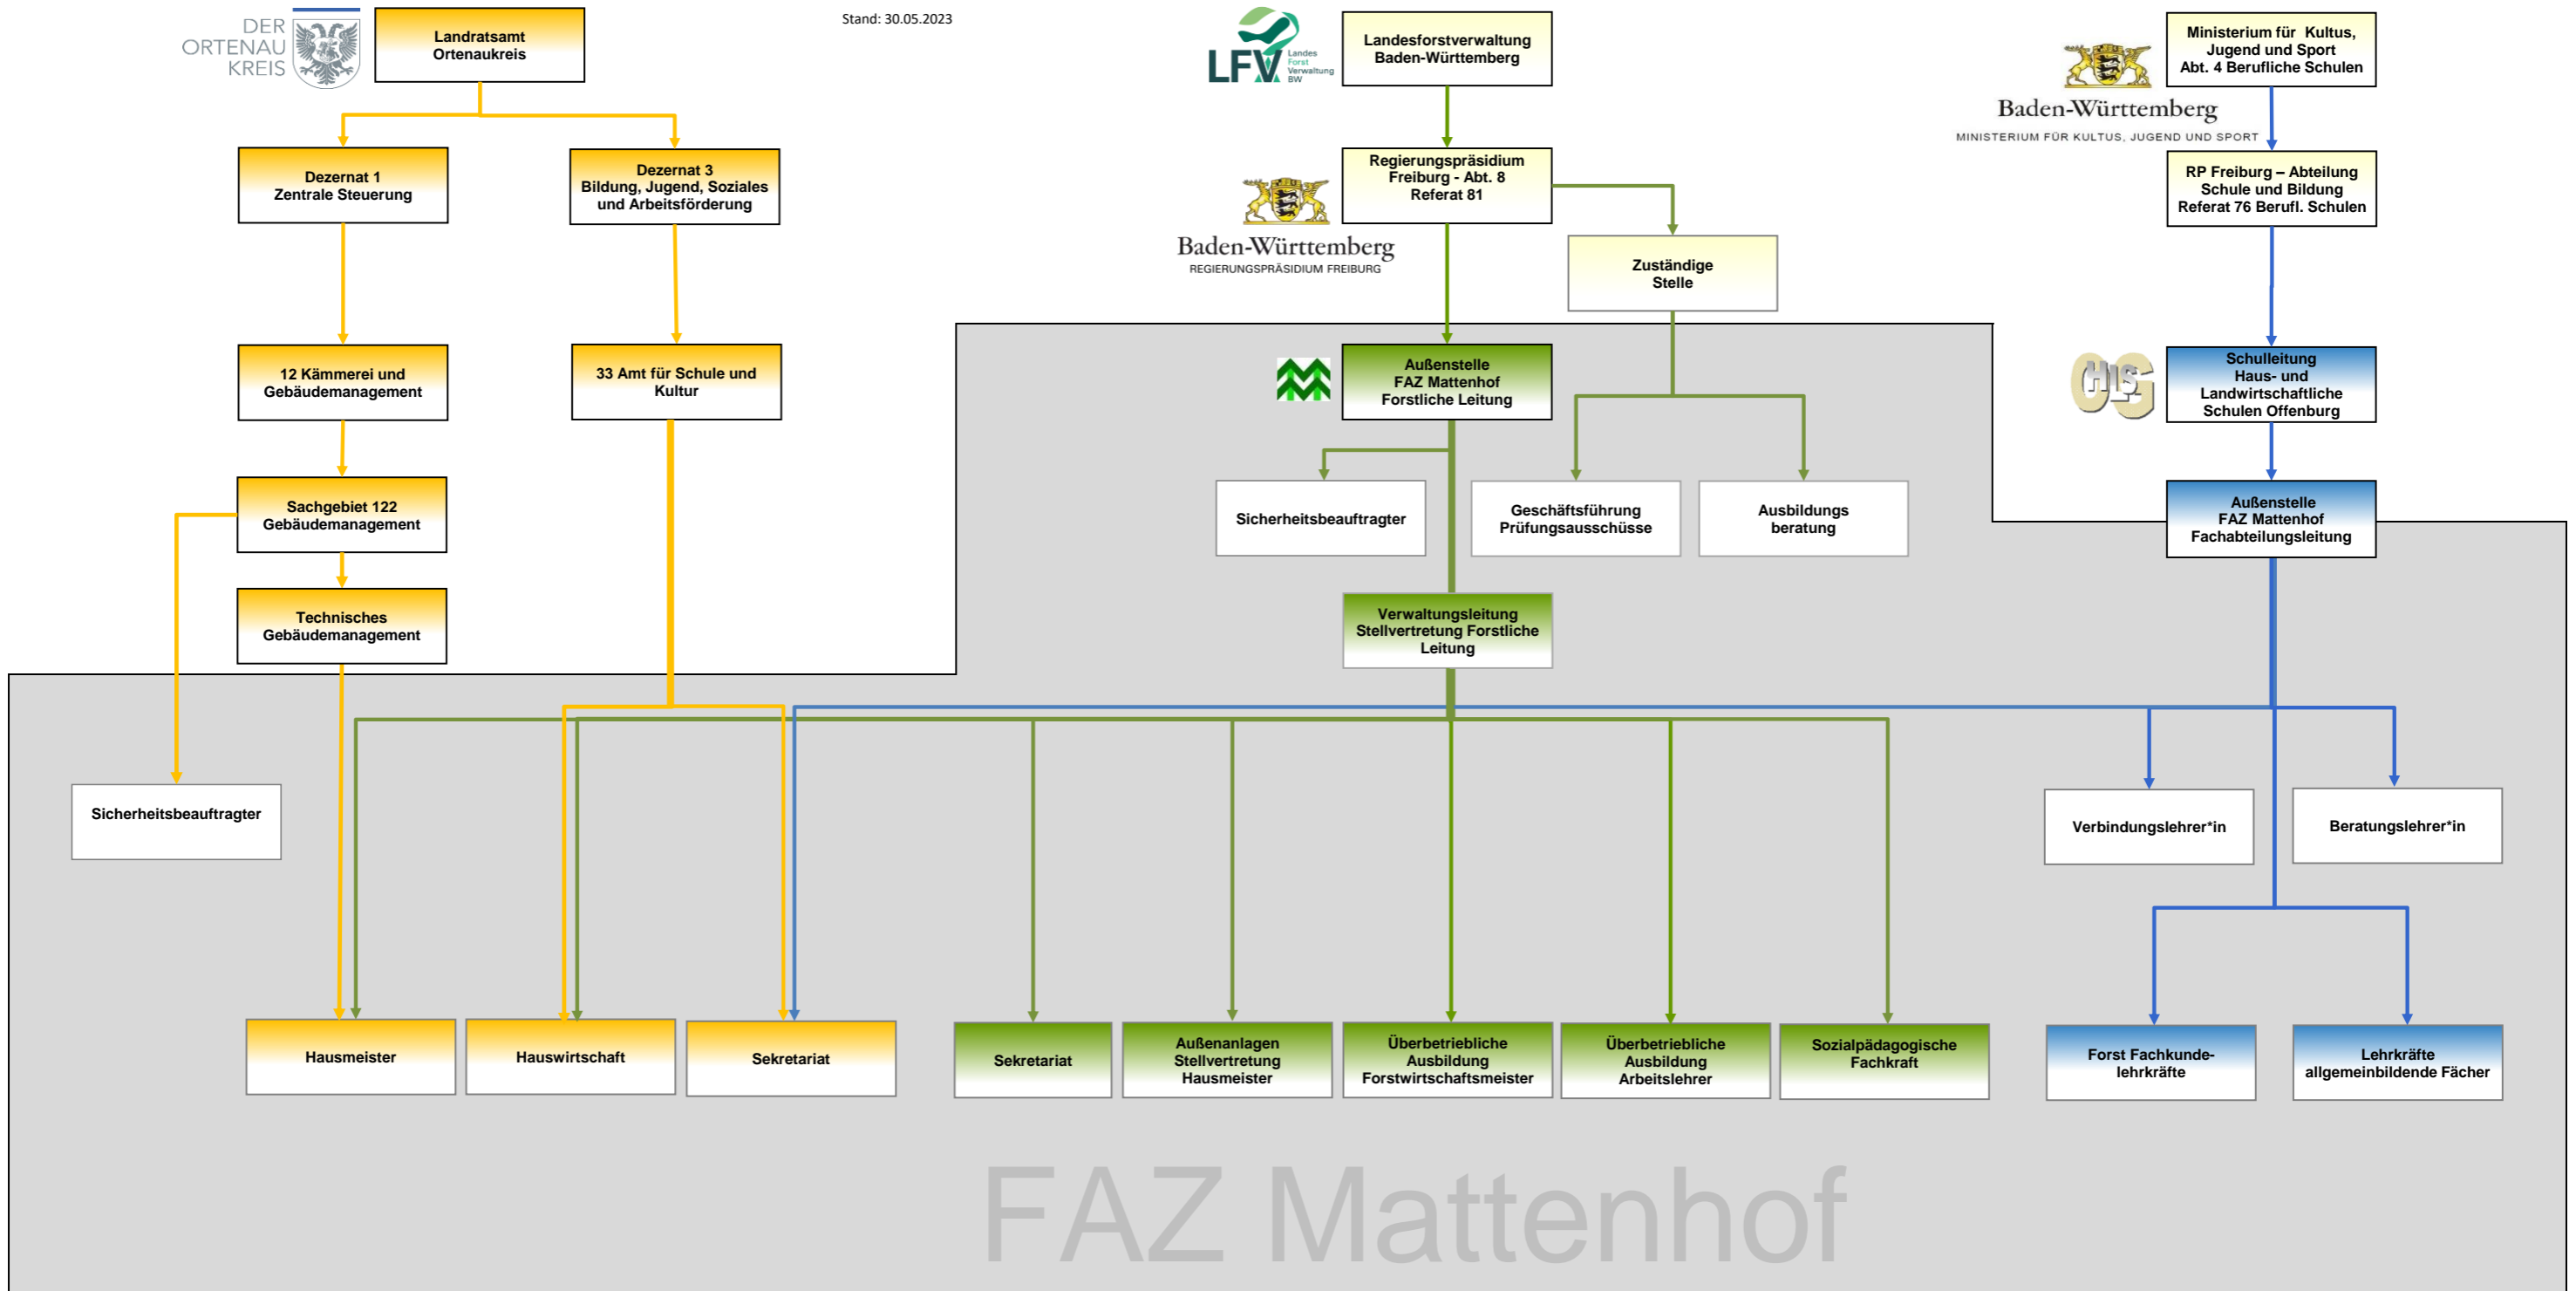 DER
ORTENAU
KREIS
Landratsamt
Ortenaukreis
Stand: 30.05.2023
LFV
Landes
Forst
Verwaltung
BW
Landesforstverwaltung
Baden-Württemberg
Ministerium für Kultus,
Jugend und Sport
Abt. 4 Berufliche Schulen
Baden-Württemberg
MINISTERIUM FÜR KULTUS, JUGEND UND SPORT
Dezernat 1
Zentrale Steuerung
Dezernat 3
Bildung, Jugend, Soziales
und Arbeitsförderung
Regierungspräsidium
Freiburg - Abt. 8
Referat 81
Baden-Württemberg
REGIERUNGSPRÄSIDIUM FREIBURG
RP Freiburg – Abteilung
Schule und Bildung
Referat 76 Berufl. Schulen
Zuständige
Stelle
12 Kämmerei und
Gebäudemanagement
33 Amt für Schule und
Kultur
Außenstelle
FAZ Mattenhof
Forstliche Leitung
HLS
Schulleitung
Haus- und
Landwirtschaftliche
Schulen Offenburg
Sachgebiet 122
Gebäudemanagement
Sicherheitsbeauftragter
Geschäftsführung
Prüfungsausschüsse
Ausbildungs
beratung
Außenstelle
FAZ Mattenhof
Fachabteilungsleitung
Technisches
Gebäudemanagement
Verwaltungsleitung
Stellvertretung Forstliche
Leitung
Sicherheitsbeauftragter
Verbindungslehrer*in
Beratungslehrer*in
Hausmeister
Hauswirtschaft
Sekretariat
Sekretariat
Außenanlagen
Stellvertretung
Hausmeister
Überbetriebliche
Ausbildung
Forstwirtschaftsmeister
Überbetriebliche
Ausbildung
Arbeitslehrer
Sozialpädagogische
Fachkraft
Forst Fachkunde-
lehrkräfte
Lehrkräfte
allgemeinbildende Fächer
FAZ Mattenhof